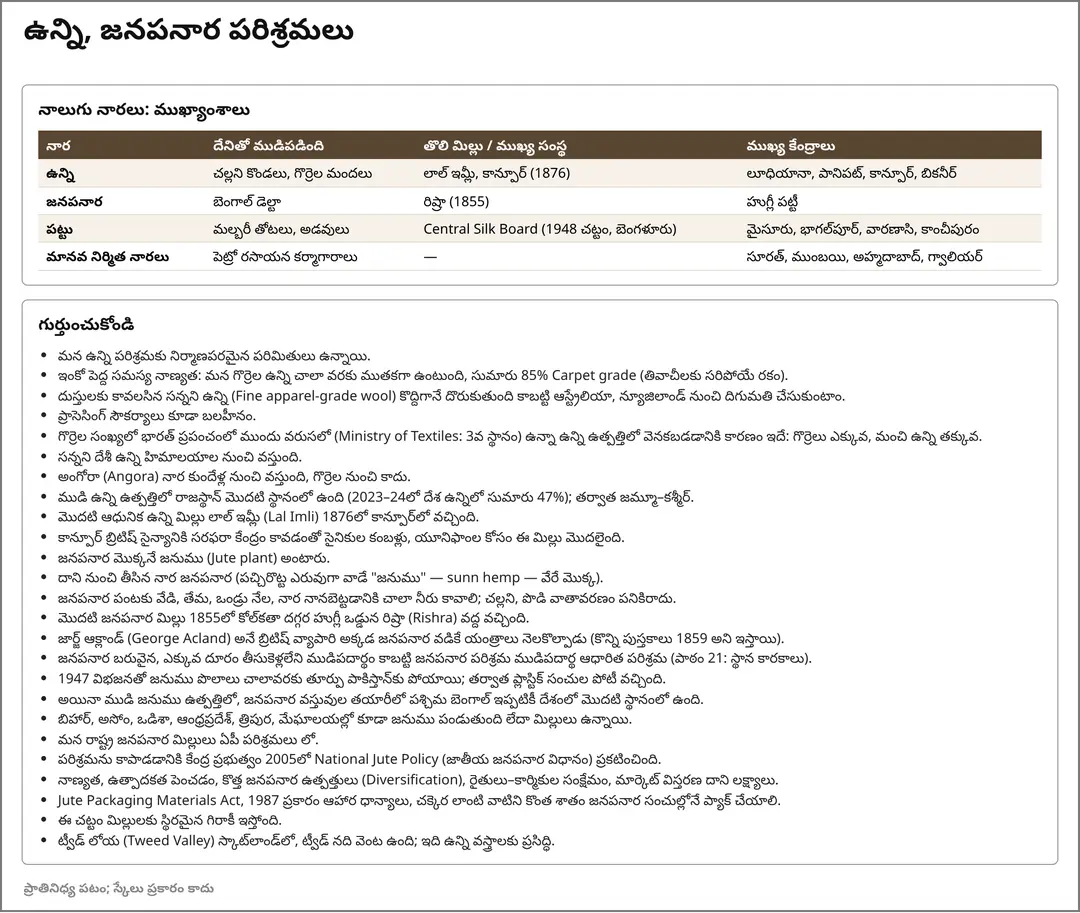 ఉన్ని, జనపనార పరిశ్రమలు
నాలుగు నారలు: ముఖ్యాంశాలు
నార దేనితో ముడిపడింది తొలి మిల్లు / ముఖ్య సంస్థ ముఖ్య కేంద్రాలు
ఉన్ని చల్లని కొండలు, గొర్రెల మందలు లాల్ ఇమ్లీ, కాన్పూర్ (1876) లూధియానా, పానిపట్, కాన్పూర్, బికనీర్
జనపనార బెంగాల్ డెల్టా రిష్రా (1855) హుగ్లీ పట్టీ
పట్టు మల్బరీ తోటలు, అడవులు Central Silk Board (1948 చట్టం, బెంగళూరు) మైసూరు, భాగల్‌పూర్, వారణాసి, కాంచీపురం
మానవ నిర్మిత నారలు పెట్రో రసాయన కర్మాగారాలు — సూరత్, ముంబయి, అహ్మదాబాద్, గ్వాలియర్
గుర్తుంచుకోండి
• మన ఉన్ని పరిశ్రమకు నిర్మాణపరమైన పరిమితులు ఉన్నాయి.
• ఇంకో పెద్ద సమస్య నాణ్యత: మన గొర్రెల ఉన్ని చాలా వరకు ముతకగా ఉంటుంది, సుమారు 85% Carpet grade (తివాచీలకు సరిపోయే రకం).
• దుస్తులకు కావలసిన సన్నని ఉన్ని (Fine apparel-grade wool) కొద్దిగానే దొరుకుతుంది కాబట్టి ఆస్ట్రేలియా, న్యూజిలాండ్ నుంచి దిగుమతి చేసుకుంటాం.
• ప్రాసెసింగ్ సౌకర్యాలు కూడా బలహీనం.
• గొర్రెల సంఖ్యలో భారత్ ప్రపంచంలో ముందు వరుసలో (Ministry of Textiles: 3వ స్థానం) ఉన్నా ఉన్ని ఉత్పత్తిలో వెనకబడడానికి కారణం ఇదే: గొర్రెలు ఎక్కువ, మంచి ఉన్ని తక్కువ.
• సన్నని దేశీ ఉన్ని హిమాలయాల నుంచి వస్తుంది.
• అంగోరా (Angora) నార కుందేళ్ల నుంచి వస్తుంది, గొర్రెల నుంచి కాదు.
• ముడి ఉన్ని ఉత్పత్తిలో రాజస్థాన్ మొదటి స్థానంలో ఉంది (2023–24లో దేశ ఉన్నిలో సుమారు 47%); తర్వాత జమ్మూ–కశ్మీర్.
• మొదటి ఆధునిక ఉన్ని మిల్లు లాల్ ఇమ్లీ (Lal Imli) 1876లో కాన్పూర్‌లో వచ్చింది.
• కాన్పూర్ బ్రిటిష్ సైన్యానికి సరఫరా కేంద్రం కావడంతో సైనికుల కంబళ్లు, యూనిఫాంల కోసం ఈ మిల్లు మొదలైంది.
• జనపనార మొక్కనే జనుము (Jute plant) అంటారు.
• దాని నుంచి తీసిన నార జనపనార (పచ్చిరొట్ట ఎరువుగా వాడే "జనుము" — sunn hemp — వేరే మొక్క).
• జనపనార పంటకు వేడి, తేమ, ఒండ్రు నేల, నార నానబెట్టడానికి చాలా నీరు కావాలి; చల్లని, పొడి వాతావరణం పనికిరాదు.
• మొదటి జనపనార మిల్లు 1855లో కోల్‌కతా దగ్గర హుగ్లీ ఒడ్డున రిష్రా (Rishra) వద్ద వచ్చింది.
• జార్జ్ ఆక్లాండ్ (George Acland) అనే బ్రిటిష్ వ్యాపారి అక్కడ జనపనార వడికే యంత్రాలు నెలకొల్పాడు (కొన్ని పుస్తకాలు 1859 అని ఇస్తాయి).
• జనపనార బరువైన, ఎక్కువ దూరం తీసుకెళ్లలేని ముడిపదార్థం కాబట్టి జనపనార పరిశ్రమ ముడిపదార్థ ఆధారిత పరిశ్రమ (పాఠం 21: స్థాన కారకాలు).
• 1947 విభజనతో జనుము పొలాలు చాలావరకు తూర్పు పాకిస్తాన్‌కు పోయాయి; తర్వాత ప్లాస్టిక్ సంచుల పోటీ వచ్చింది.
• అయినా ముడి జనుము ఉత్పత్తిలో, జనపనార వస్తువుల తయారీలో పశ్చిమ బెంగాల్ ఇప్పటికీ దేశంలో మొదటి స్థానంలో ఉంది.
• బిహార్, అసోం, ఒడిశా, ఆంధ్రప్రదేశ్, త్రిపుర, మేఘాలయల్లో కూడా జనుము పండుతుంది లేదా మిల్లులు ఉన్నాయి.
• మన రాష్ట్ర జనపనార మిల్లులు ఏపీ పరిశ్రమలు లో.
• పరిశ్రమను కాపాడడానికి కేంద్ర ప్రభుత్వం 2005లో National Jute Policy (జాతీయ జనపనార విధానం) ప్రకటించింది.
• నాణ్యత, ఉత్పాదకత పెంచడం, కొత్త జనపనార ఉత్పత్తులు (Diversification), రైతులు–కార్మికుల సంక్షేమం, మార్కెట్ విస్తరణ దాని లక్ష్యాలు.
• Jute Packaging Materials Act, 1987 ప్రకారం ఆహార ధాన్యాలు, చక్కెర లాంటి వాటిని కొంత శాతం జనపనార సంచుల్లోనే ప్యాక్ చేయాలి.
• ఈ చట్టం మిల్లులకు స్థిరమైన గిరాకీ ఇస్తోంది.
• ట్వీడ్ లోయ (Tweed Valley) స్కాట్‌లాండ్‌లో, ట్వీడ్ నది వెంట ఉంది; ఇది ఉన్ని వస్త్రాలకు ప్రసిద్ధి.
ప్రాతినిధ్య పటం; స్కేలు ప్రకారం కాదు